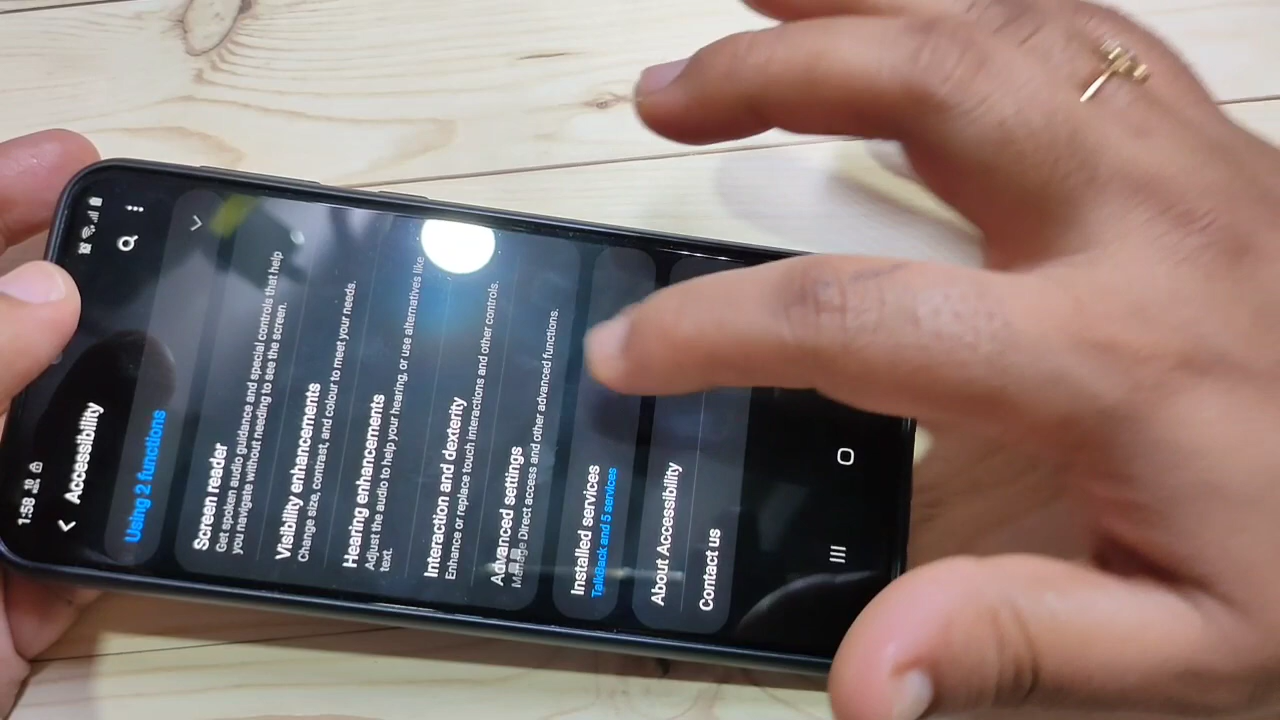 1:58
Accessibility
Using 2 functions
Screen reader
Get spoken audio guidance and special controls that help
you navigate without needing to see the screen.
Visibility enhancements
Change size, contrast, and colour to meet your needs.
Hearing enhancements
Adjust the audio to help your hearing, or use alternatives like
text.
Interaction and dexterity
Enhance or replace touch interactions and other controls.
Advanced settings
Manage Direct access and other advanced functions.
Installed services
TalkBack and 5 services
About Accessibility
Contact us